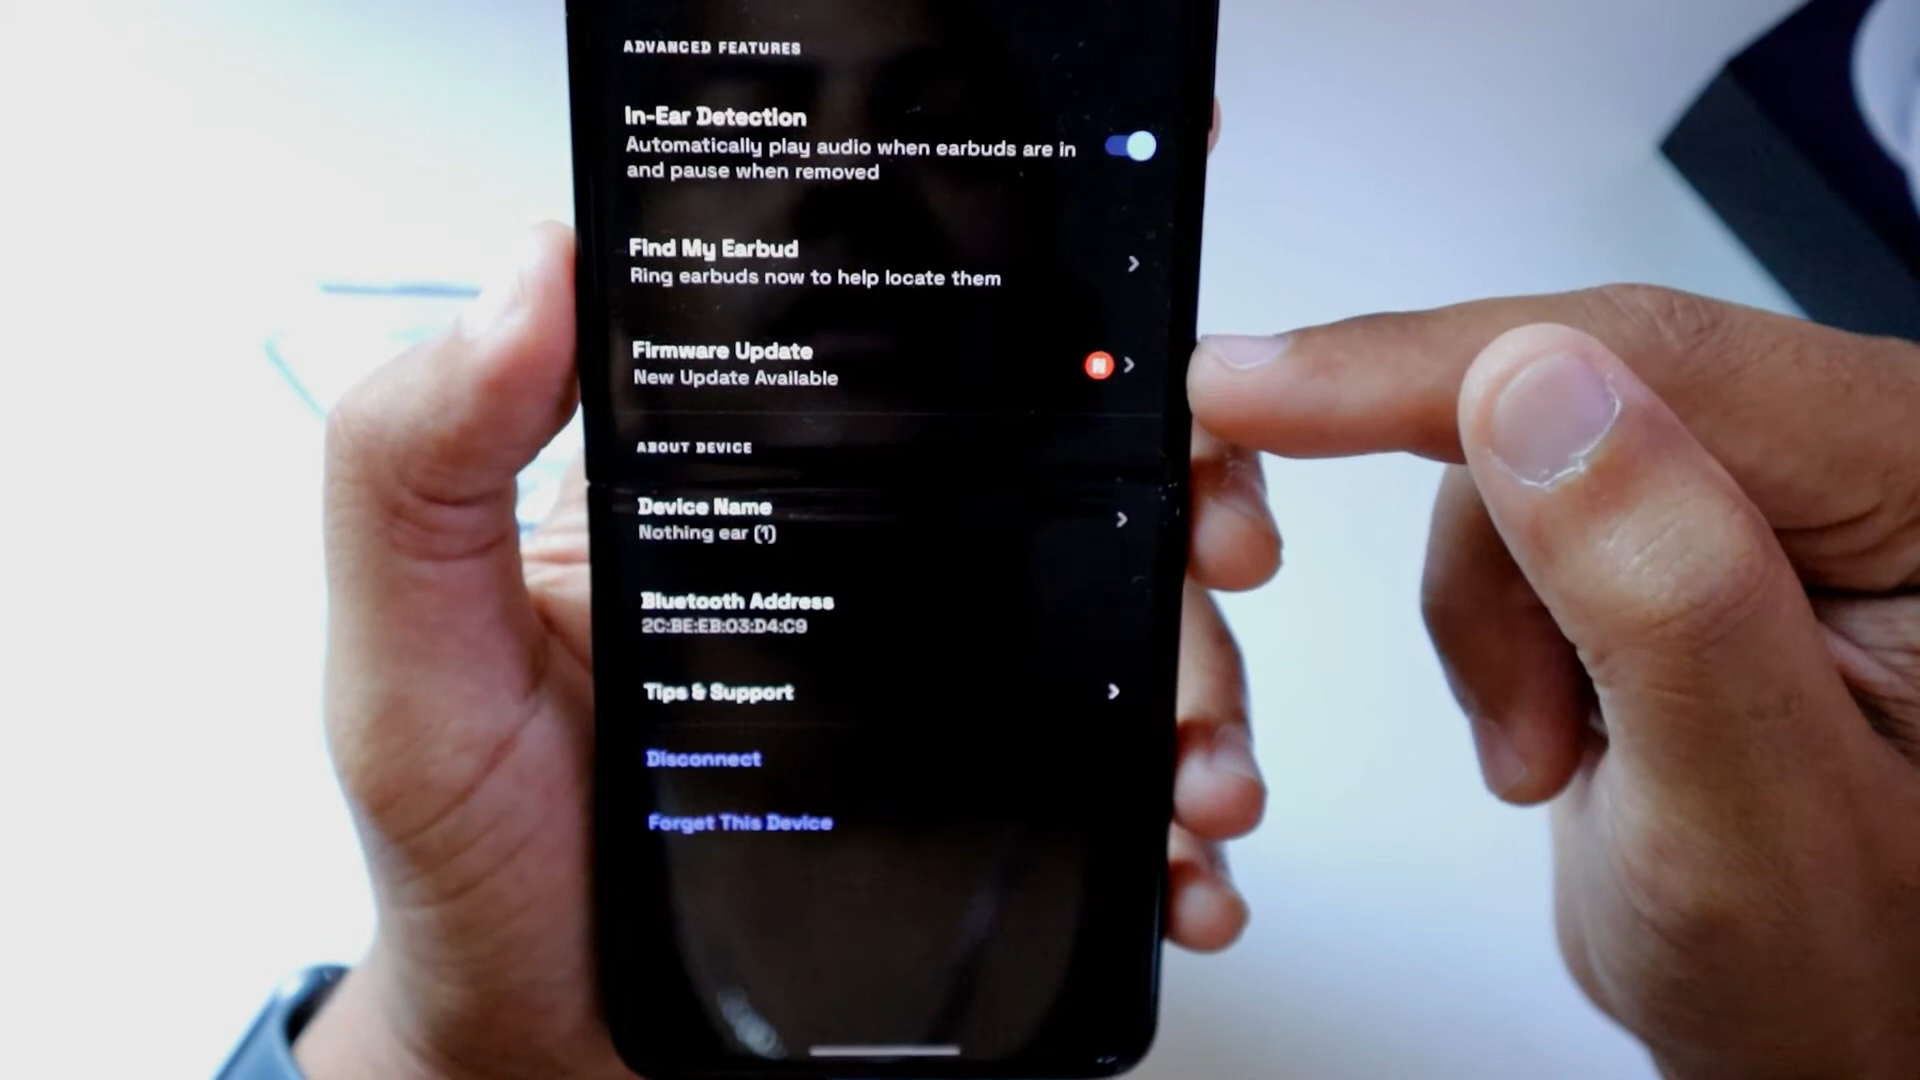 ADVANCED FEATURES
In-Ear Detection
Automatically play audio when earbuds are in
and pause when removed
Find My Earbud
Ring earbuds now to help locate them
Firmware Update
New Update Available
N
ABOUT DEVICE
Device Name
Nothing ear (1)
Bluetooth Address
2C:BE:EB:03:D4:C9
Tips & Support
Disconnect
Forget This Device